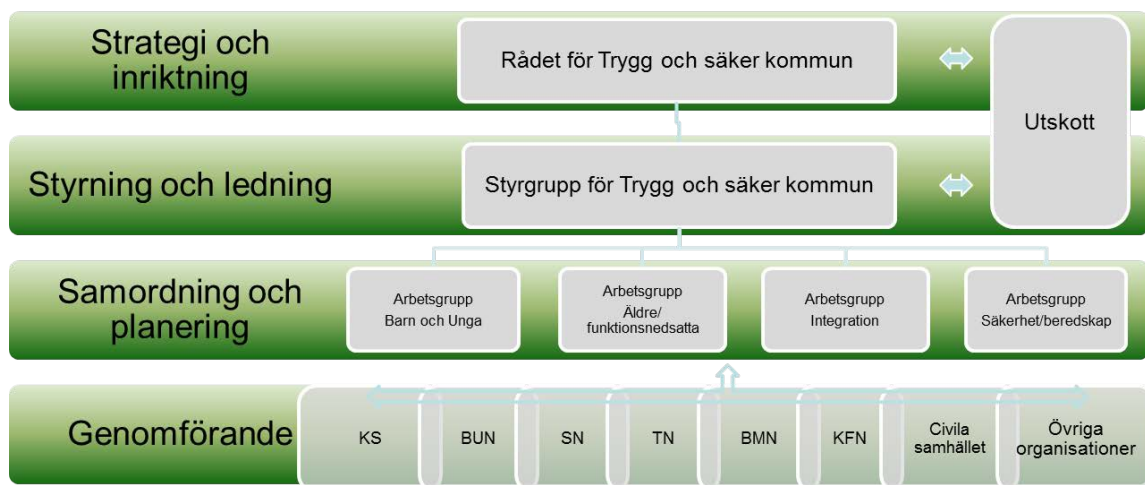 Strategi och
inriktning
Rådet för Trygg och säker kommun
Utskott
Styrning och ledning
Styrgrupp för Trygg och säker kommun
Samordning och
planering
Arbetsgrupp
Barn och Unga
Arbetsgrupp
Äldre/
funktionsnedsatta
Arbetsgrupp
Integration
Arbetsgrupp
Säkerhet/beredskap
Genomförande
KS
BUN
SN
TN
BMN
KFN
Civila
samhället
Övriga
organisationer